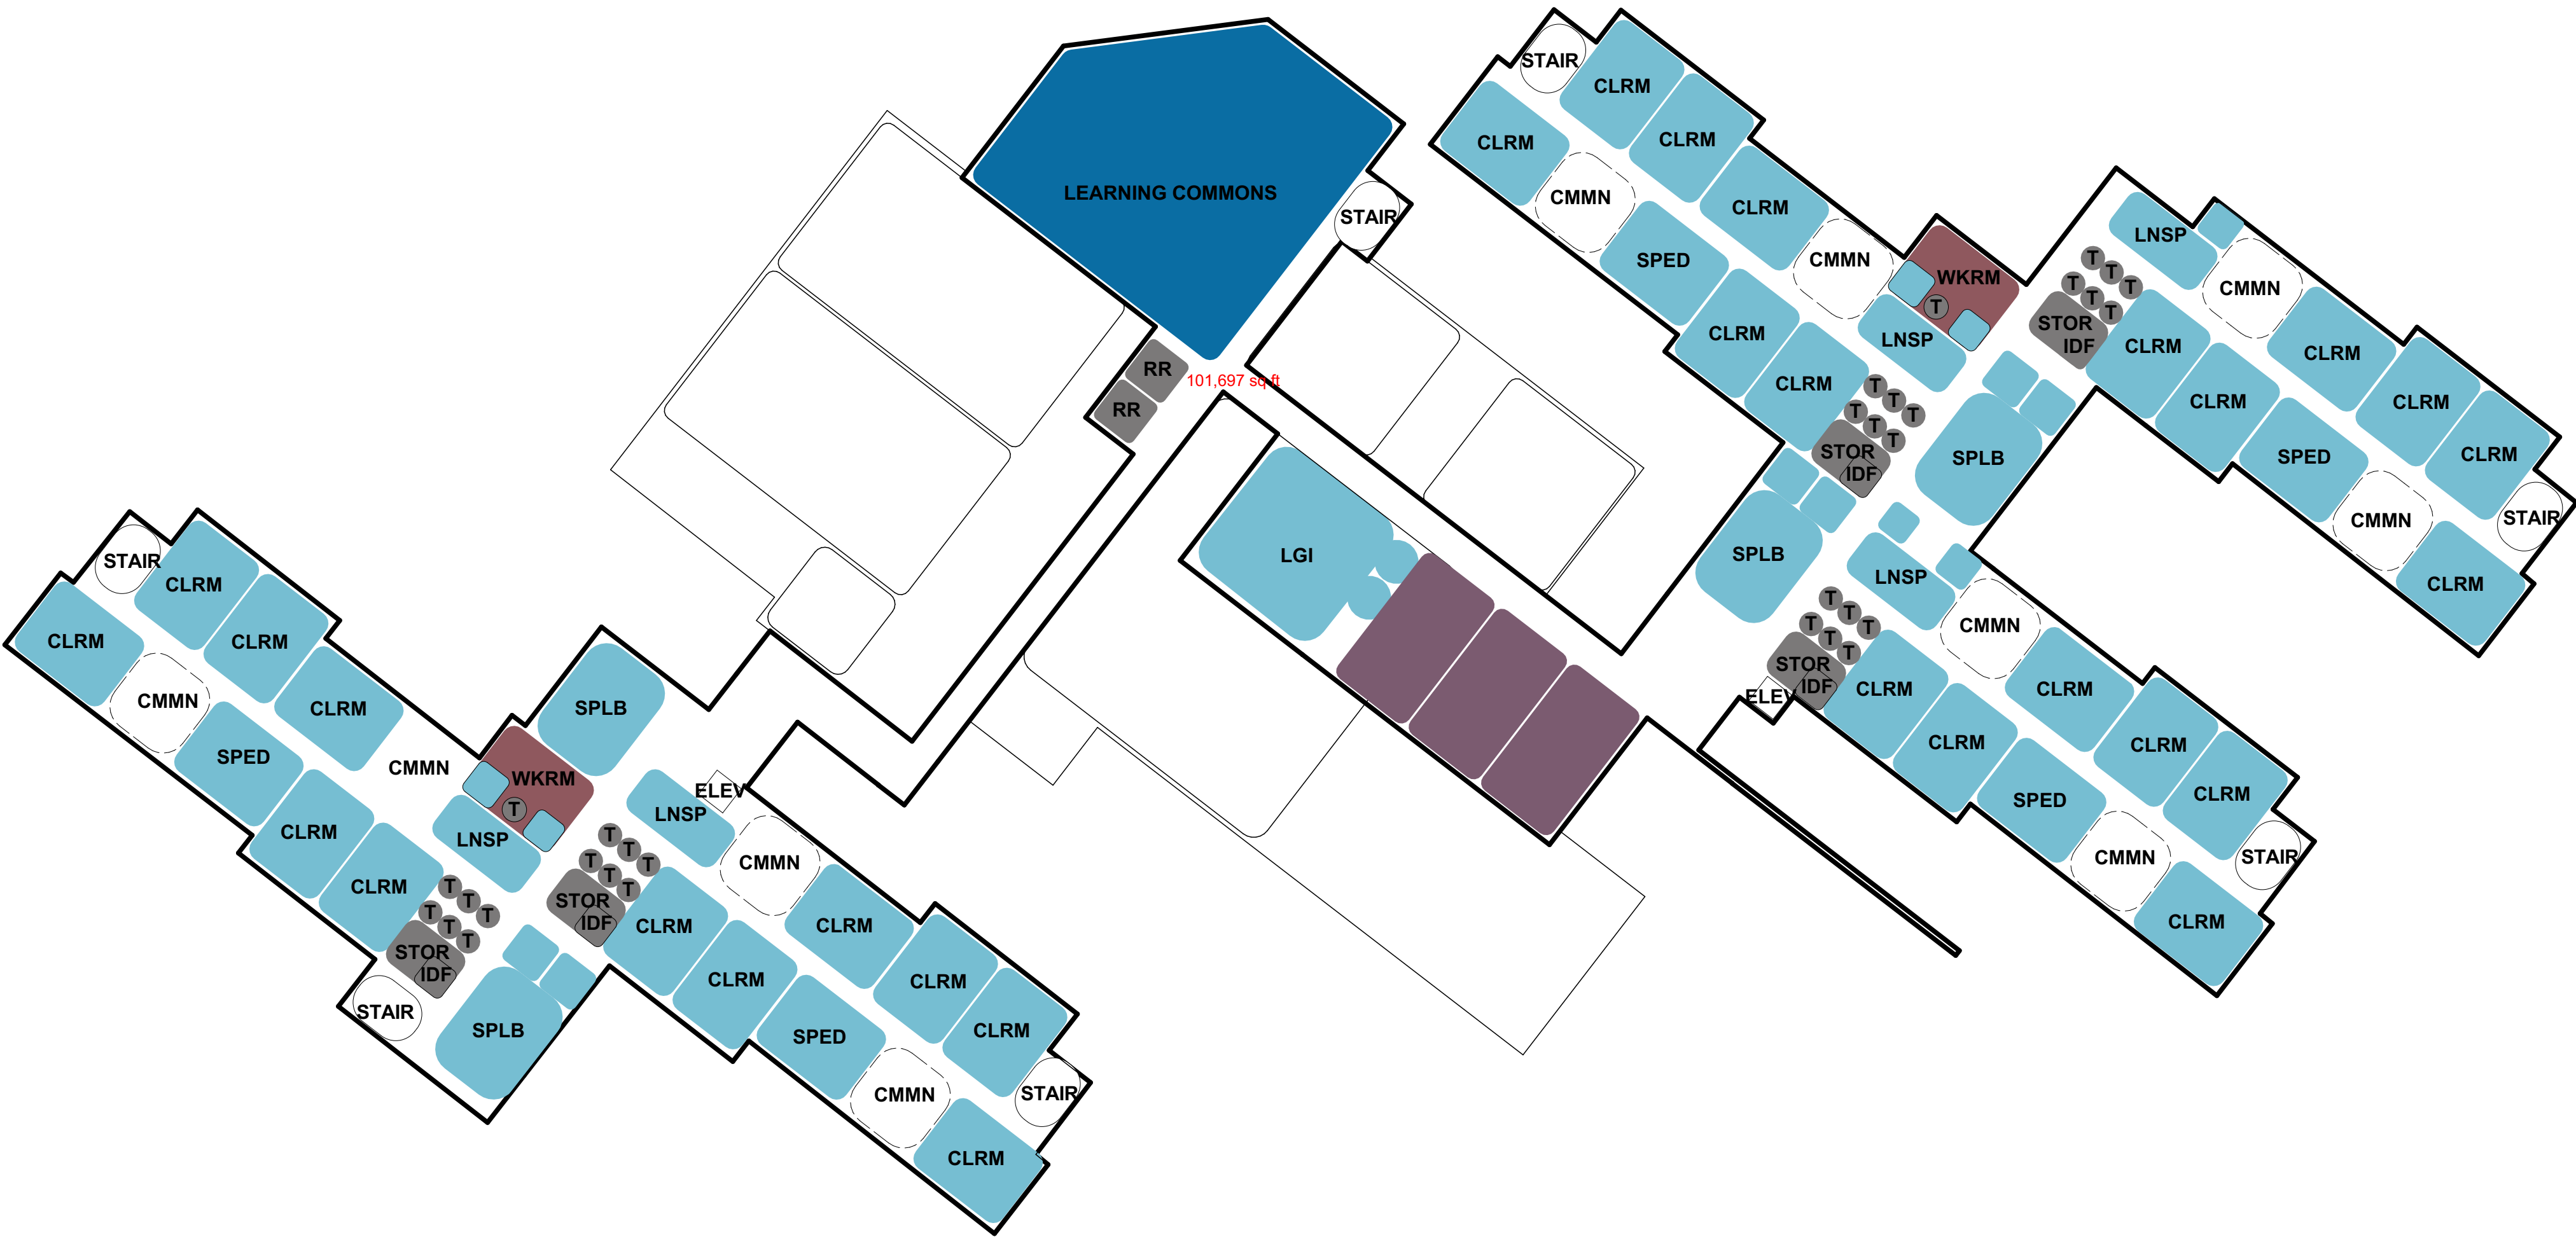 STAIR
CLRM
CLRM
CLRM
CMMN
CLRM
SPED
CMMN
CLRM
CLRM
WKRM
T
LNSP
T
T
T
T
T
T
STOR
IDF
LEARNING COMMONS
STAIR
RR
RR
101,697 sq ft
LGI
LNSP
CMMN
T
T
T
T
T
T
STOR
IDF
CLRM
CLRM
CLRM
CLRM
CLRM
SPED
CMMN
STAIR
CLRM
SPLB
SPLB
LNSP
CMMN
T
T
T
T
T
T
STOR
IDF
ELEV
CLRM
CLRM
CLRM
CLRM
CLRM
SPED
CMMN
STAIR
CLRM
STAIR
CLRM
CLRM
CLRM
CMMN
CLRM
SPED
CMMN
CLRM
CLRM
WKRM
T
LNSP
SPLB
T
T
T
T
T
T
STOR
IDF
STAIR
SPLB
ELEV
LNSP
CMMN
T
T
T
T
T
T
STOR
IDF
CLRM
CLRM
CLRM
CLRM
CLRM
SPED
CMMN
STAIR
CLRM